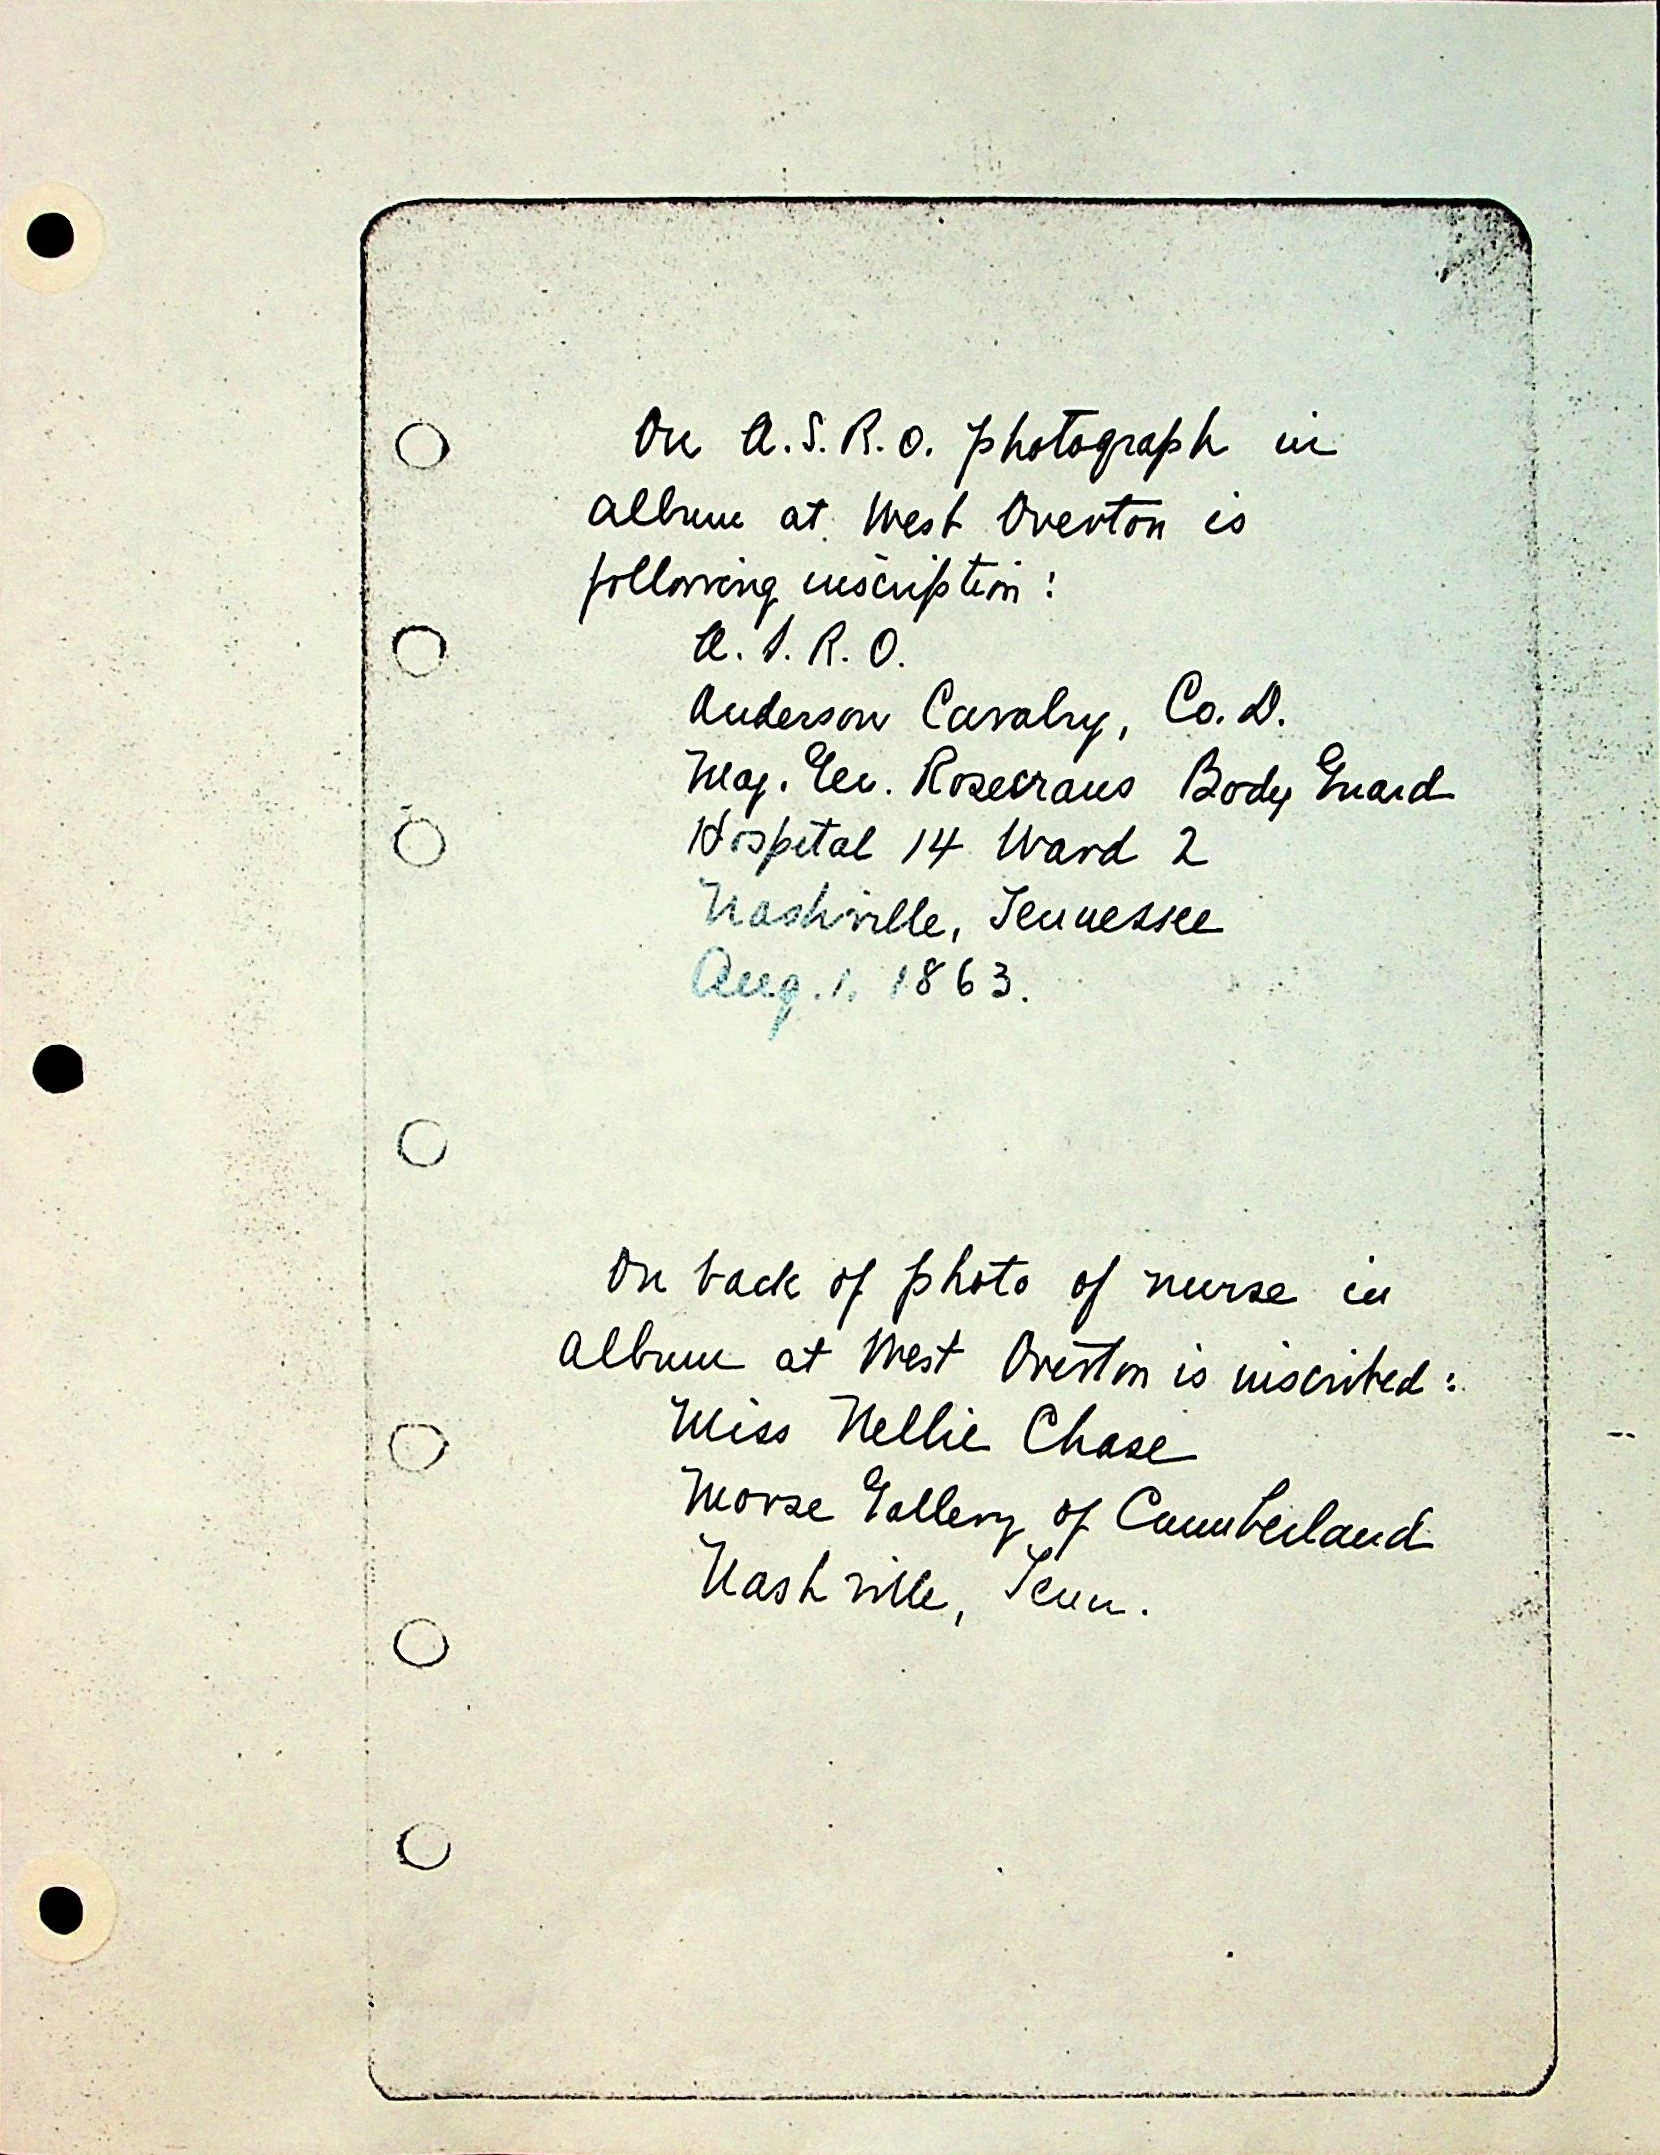 On A.S.R.O. photograph in
album at West Overton is
following inscription:
A.S.R.O.
Anderson Cavalry, Co. D.
Maj. Gen. Rosecrans Body Guard
Hospital 14 Ward 2
Nashville, Tennessee
Aug. 1, 1863.
On back of photo of nurse in
album at West Overton is inscribed:
Miss Nellie Chase
Morse Gallery of Cumberland
Nashville, Tenn.